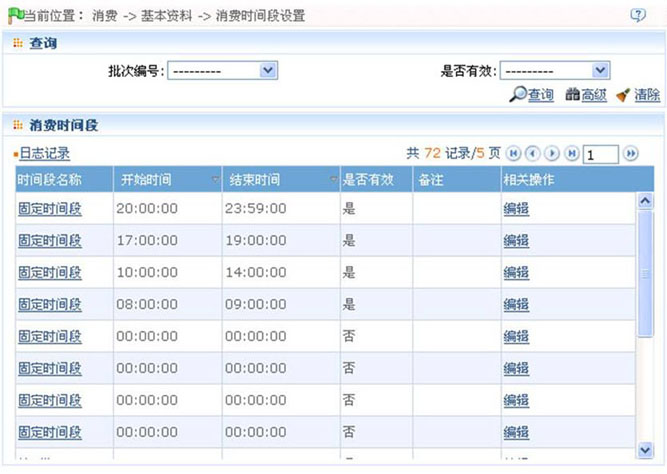 当前位置： 消费 -> 基本资料 -> 消费时间段设置
查询
批次编号: --------- 是否有效: ---------
查询 高级 清除
消费时间段
日志记录 共 72 记录/5 页 1
时间段名称 开始时间 结束时间 是否有效 备注 相关操作
固定时间段 20:00:00 23:59:00 是 编辑
固定时间段 17:00:00 19:00:00 是 编辑
固定时间段 10:00:00 14:00:00 是 编辑
固定时间段 08:00:00 09:00:00 是 编辑
固定时间段 00:00:00 00:00:00 否 编辑
固定时间段 00:00:00 00:00:00 否 编辑
固定时间段 00:00:00 00:00:00 否 编辑
固定时间段 00:00:00 00:00:00 否 编辑